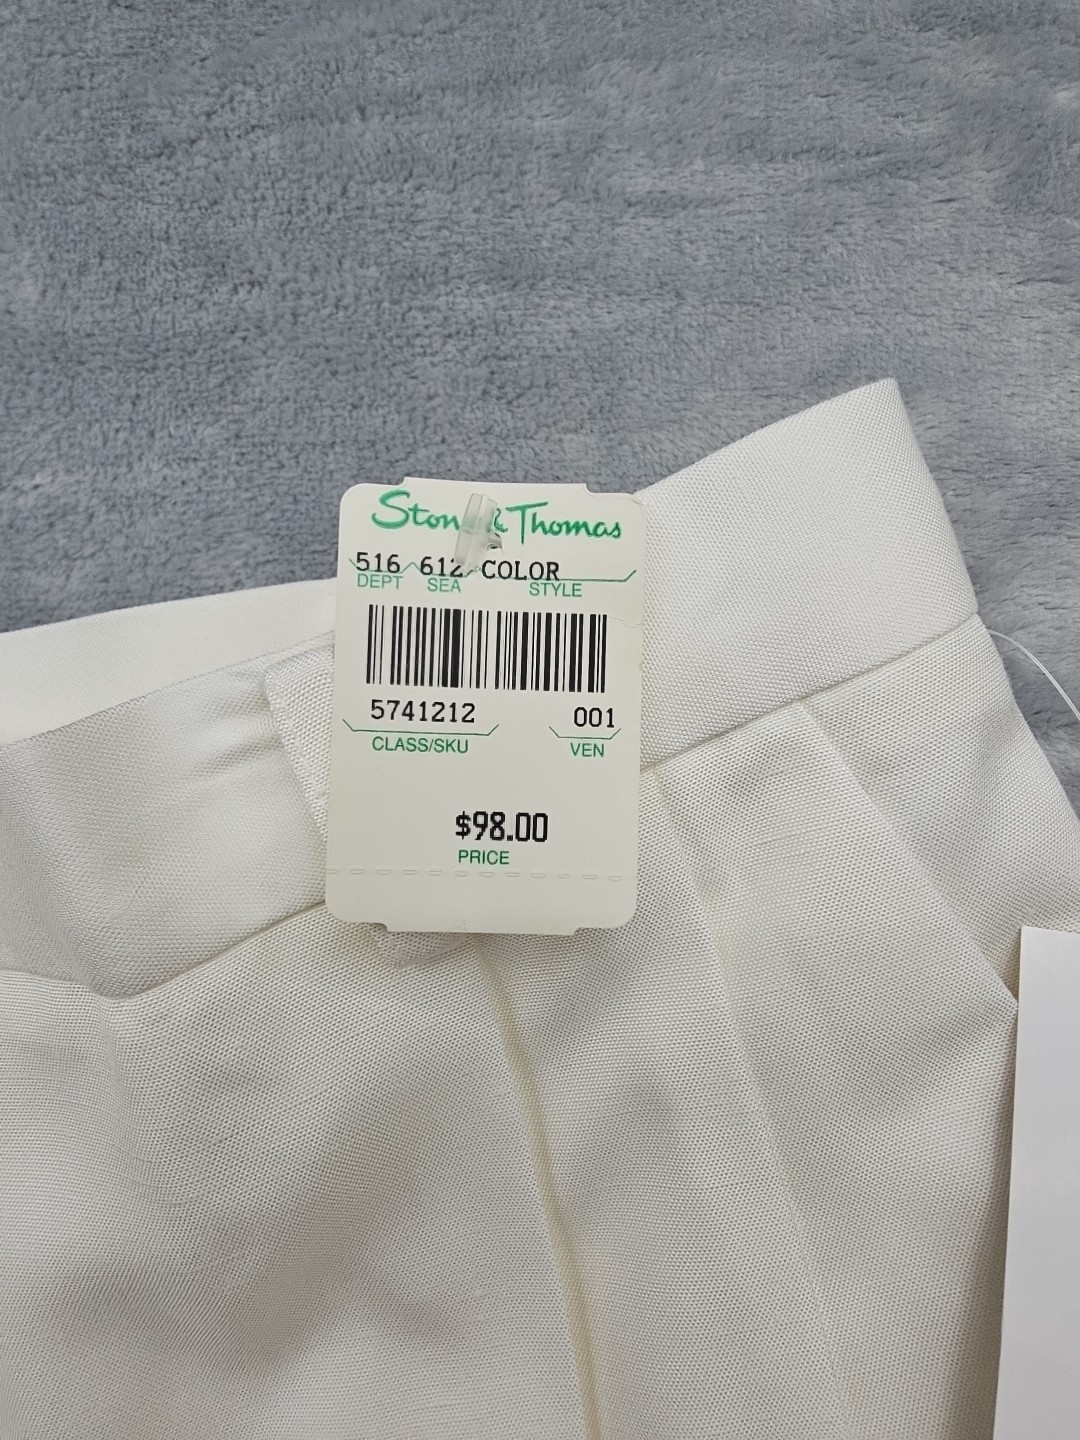 Stone & Thomas
516 612 COLOR
DEPT SEA STYLE
5741212 001
CLASS/SKU VEN
$98.00
PRICE